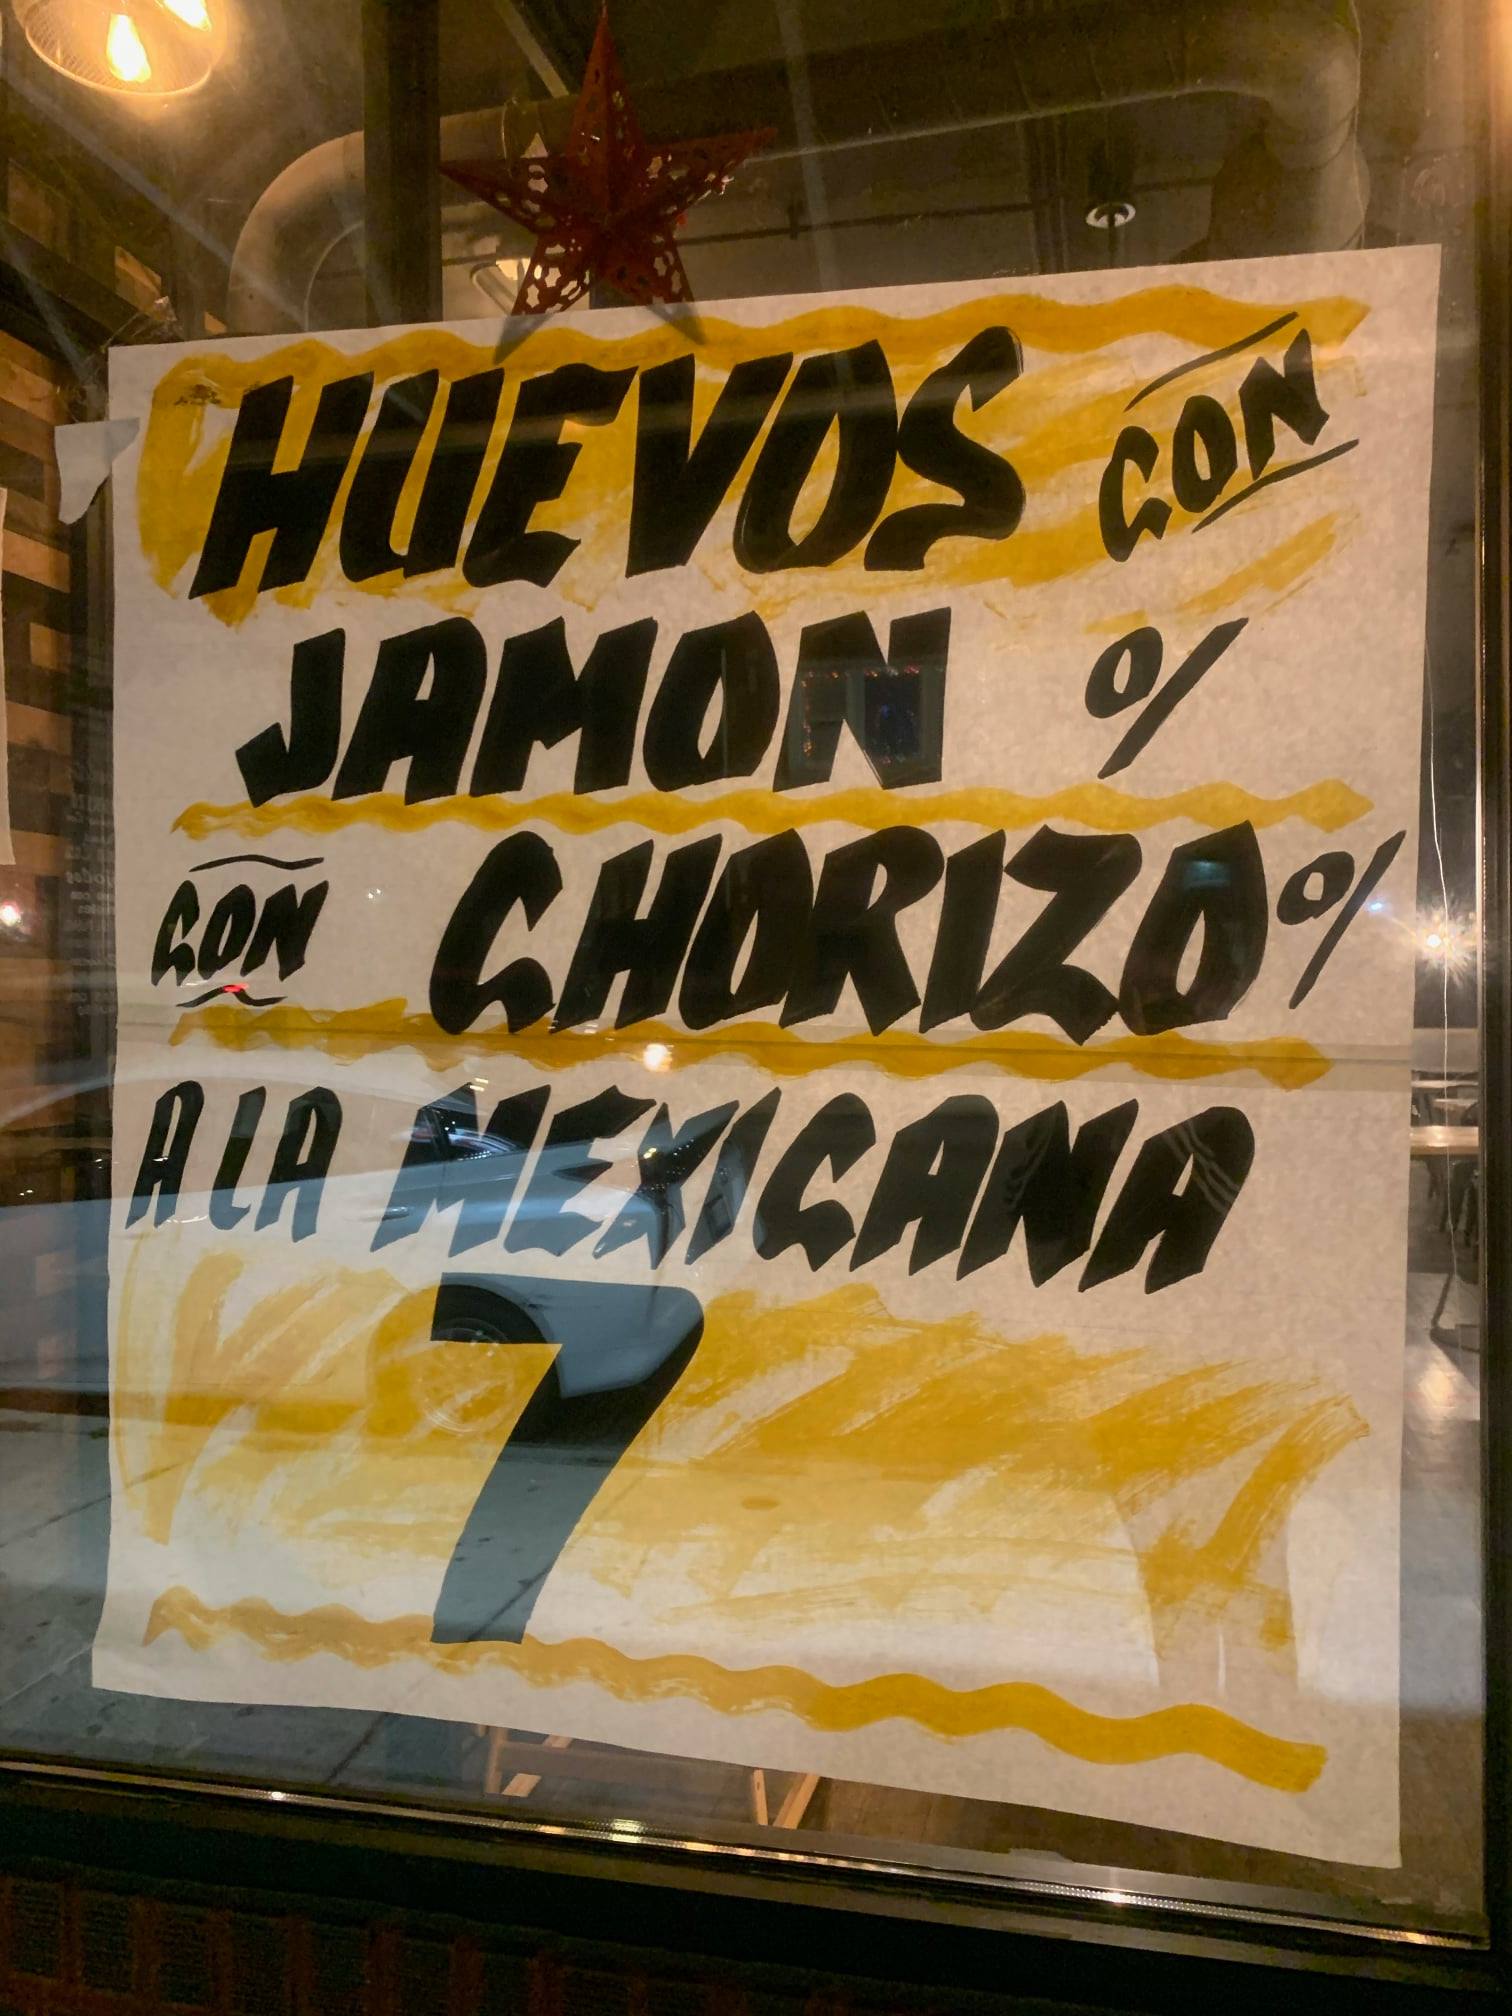 HUEVOS CON
JAMON o/
CON CHORIZO o/
A LA MEXICANA
7